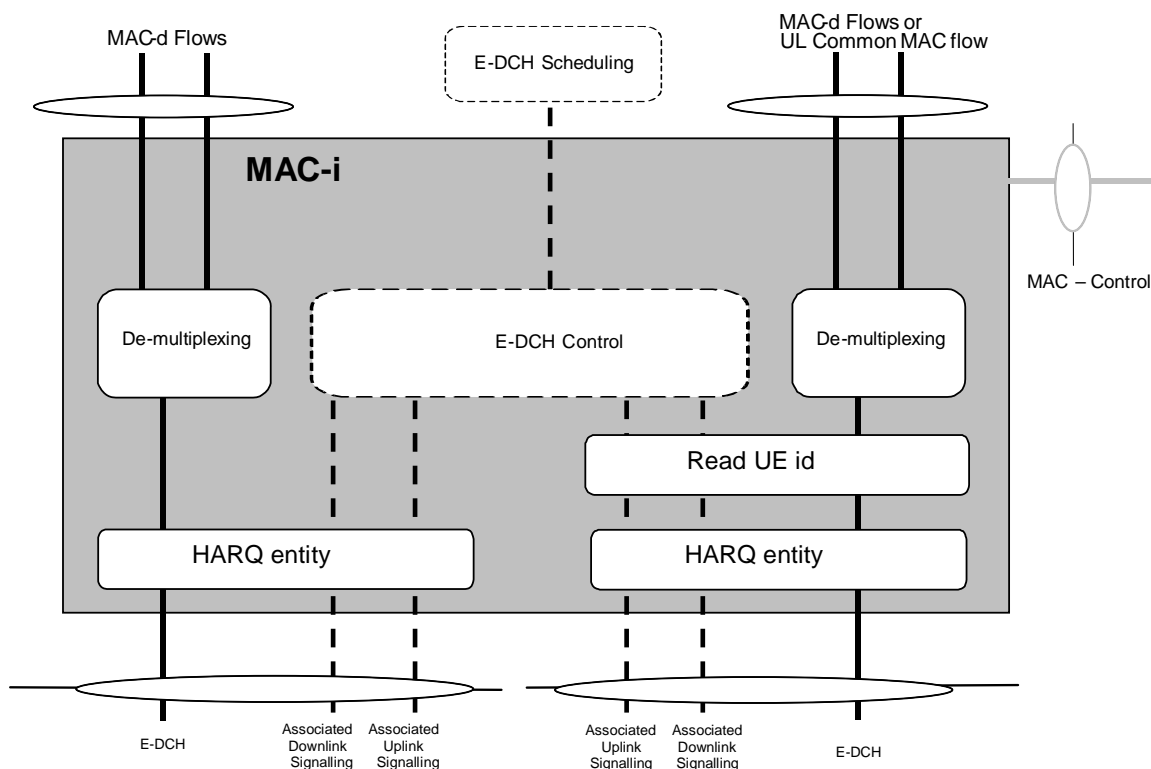 MAC-d Flows
E-DCH Scheduling
MAC-d Flows or
UL Common MAC flow
MAC-i
MAC – Control
De-multiplexing
E-DCH Control
De-multiplexing
Read UE id
HARQ entity
HARQ entity
E-DCH
Associated
Downlink
Signalling
Associated
Uplink
Signalling
Associated
Uplink
Signalling
Associated
Downlink
Signalling
E-DCH